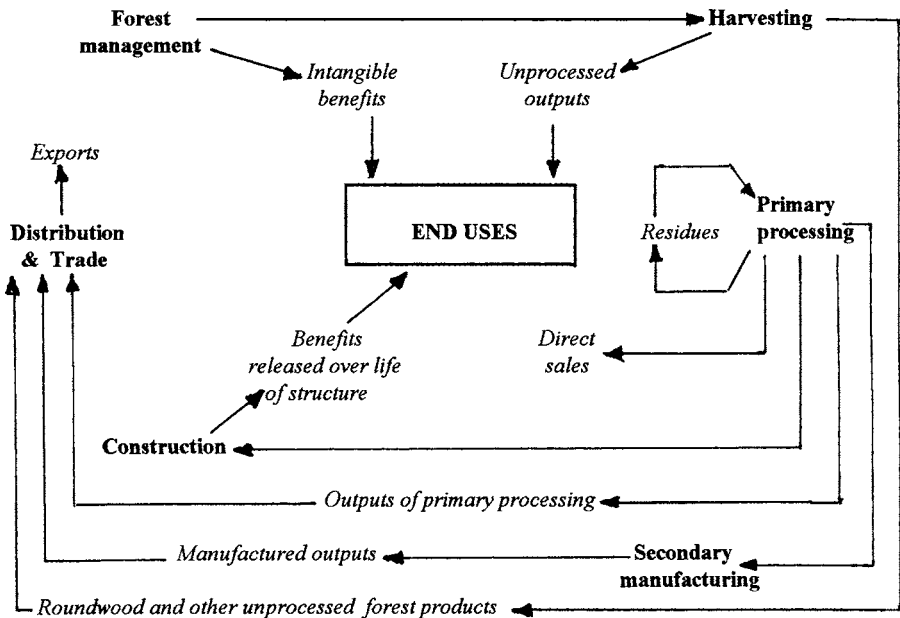 Forest
management
Harvesting
Intangible
benefits
Unprocessed
outputs
Exports
Distribution
& Trade
END USES
Residues
Primary
processing
Benefits
released over life
of structure
Direct
sales
Construction
Outputs of primary processing
Manufactured outputs
Secondary
manufacturing
Roundwood and other unprocessed forest products